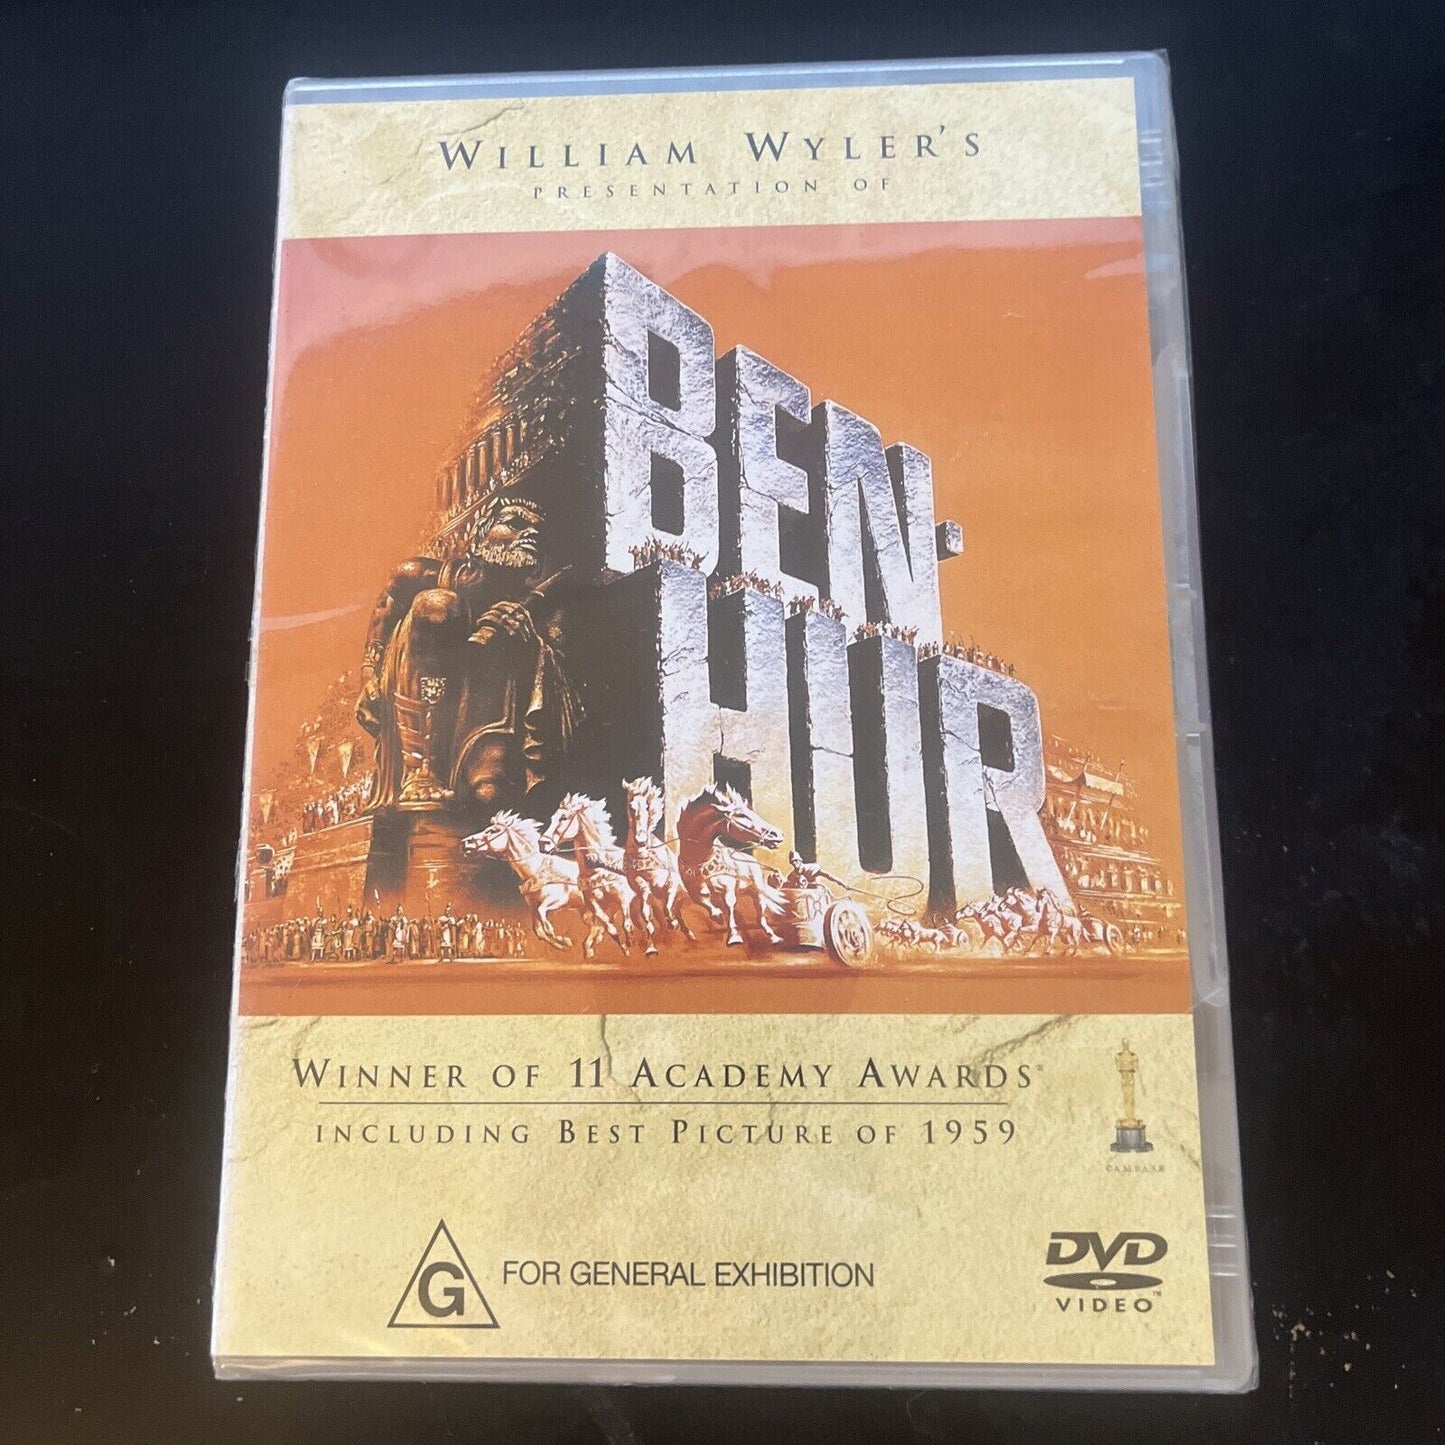 WILLIAM WYLER'S
PRESENTATION OF
BEN-
HUR
WINNER OF 11 ACADEMY AWARDS®
INCLUDING BEST PICTURE OF 1959
©A.M.P.A.S.®
G FOR GENERAL EXHIBITION
DVD
VIDEO™